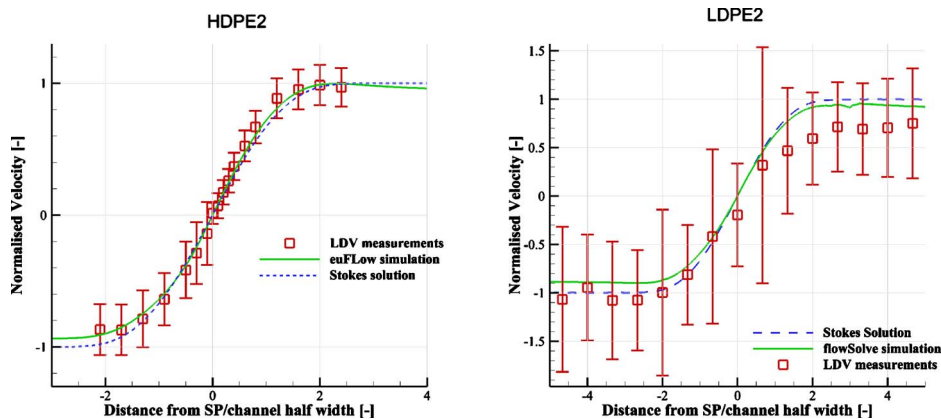 HDPE2
LDPE2
Normalised Velocity [-]
1
0
-1
LDV measurements
euFLow simulation
Stokes solution
-2
0
2
4
Distance from SP/channel half width [-]
Normalised Velocity [-]
1.5
1
0.5
0
-0.5
-1
-1.5
Stokes Solution
flowSolve simulation
LDV measurements
-4
-2
0
2
4
Distance from SP/channel half width [-]